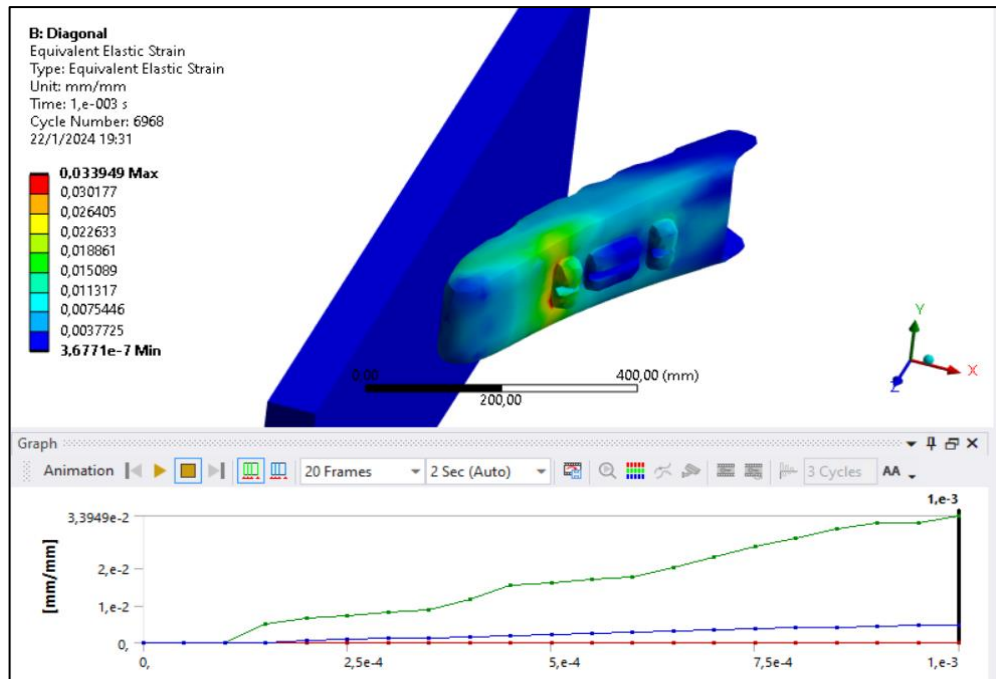 B: Diagonal
Equivalent Elastic Strain
Type: Equivalent Elastic Strain
Unit: mm/mm
Time: 1,e-003 s
Cycle Number: 6968
22/1/2024 19:31
0,033949 Max
0,030177
0,026405
0,022633
0,018861
0,015089
0,011317
0,0075446
0,0037725
3,6771e-7 Min
0,00
400,00 (mm)
200,00
Y
X
Z
Graph
Animation
20 Frames
2 Sec (Auto)
3 Cycles
AA
1,e-3
3,3949e-2
2,e-2
1,e-2
0,
[mm/mm]
0,
2,5e-4
5,e-4
7,5e-4
1,e-3